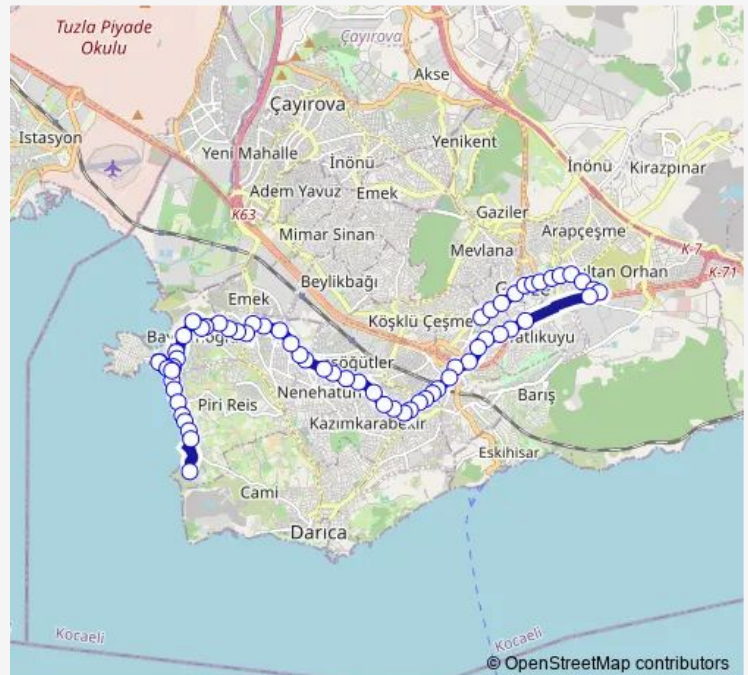 Tuzla Piyade
Okulu
Çayırova
Akse
Çayırova
Istasyon
Yenikent
Yeni Mahalle
İnönü
İnönü
Kirazpınar
Adem Yavuz
Emek
K63
Gaziler
Arapçeşme
Mimar Sinan
Mevlana
K-7
Beylikbağı
ltan Orhan
K-71
Emek
Köşklü Çeşme
Nenehatun
Barış
Piri Reis
Kazımkarabekir
Eskihisar
Cami
Darıca
Kocaeli
Kocaeli
© OpenStreetMap contributors